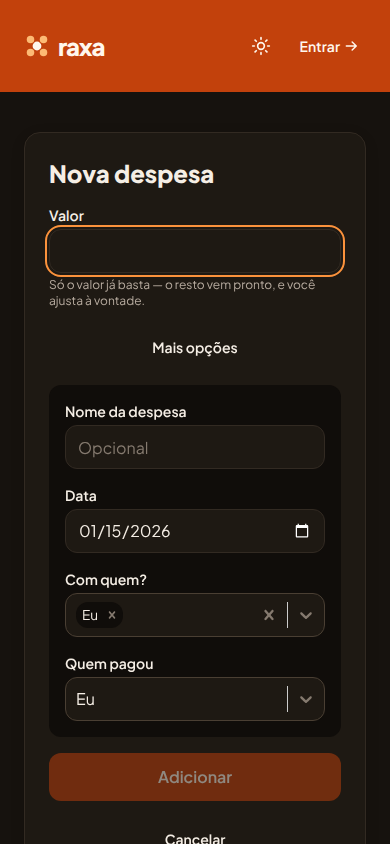 raxa
Entrar →
Nova despesa
Valor
Só o valor já basta — o resto vem pronto, e você
ajusta à vontade.
Mais opções
Nome da despesa
Opcional
Data
01/15/2026
Com quem?
Eu ×
Quem pagou
Eu
Adicionar
Cancelar